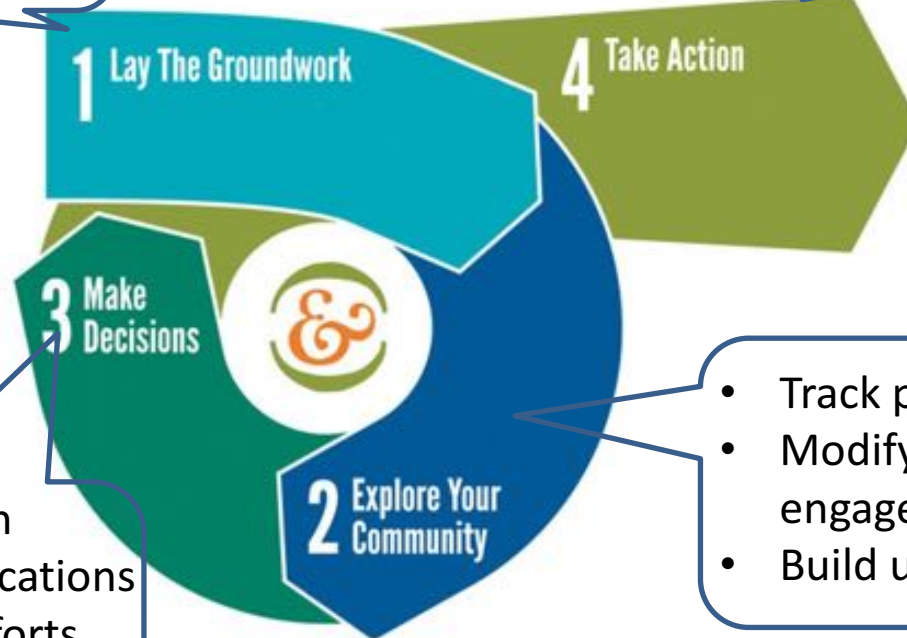 1 Lay The Groundwork
4 Take Action
3 Make
Decisions
2 Explore Your
Community
&
• Track
• Modify
engage
• Build
cations
forts